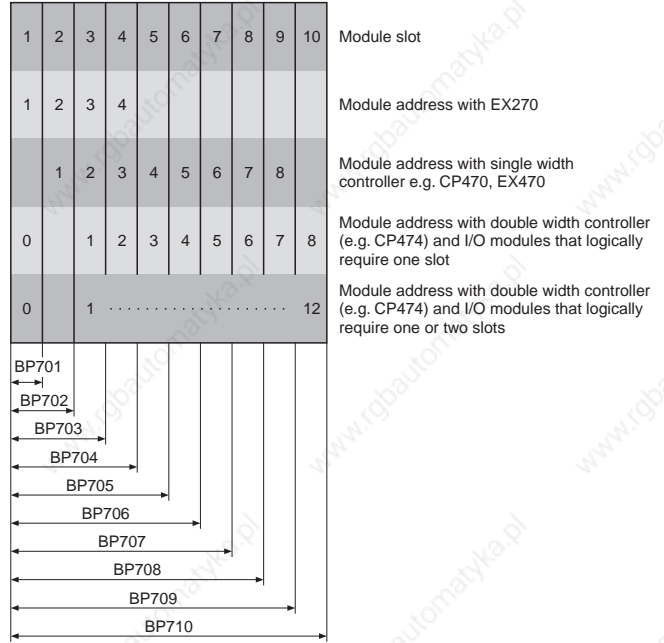 1 2 3 4 5 6 7 8 9 10 Module slot
1 2 3 4 Module address with EX270
1 2 3 4 5 6 7 8 Module address with single width
controller e.g. CP470, EX470
0 1 2 3 4 5 6 7 8 Module address with double width controller
(e.g. CP474) and I/O modules that logically
require one slot
0 1 . . . . . . . . . . . . . . . . . . . . 12 Module address with double width controller
(e.g. CP474) and I/O modules that logically
require one or two slots
BP701
BP702
BP703
BP704
BP705
BP706
BP707
BP708
BP709
BP710
www.rgbautomatyka.pl